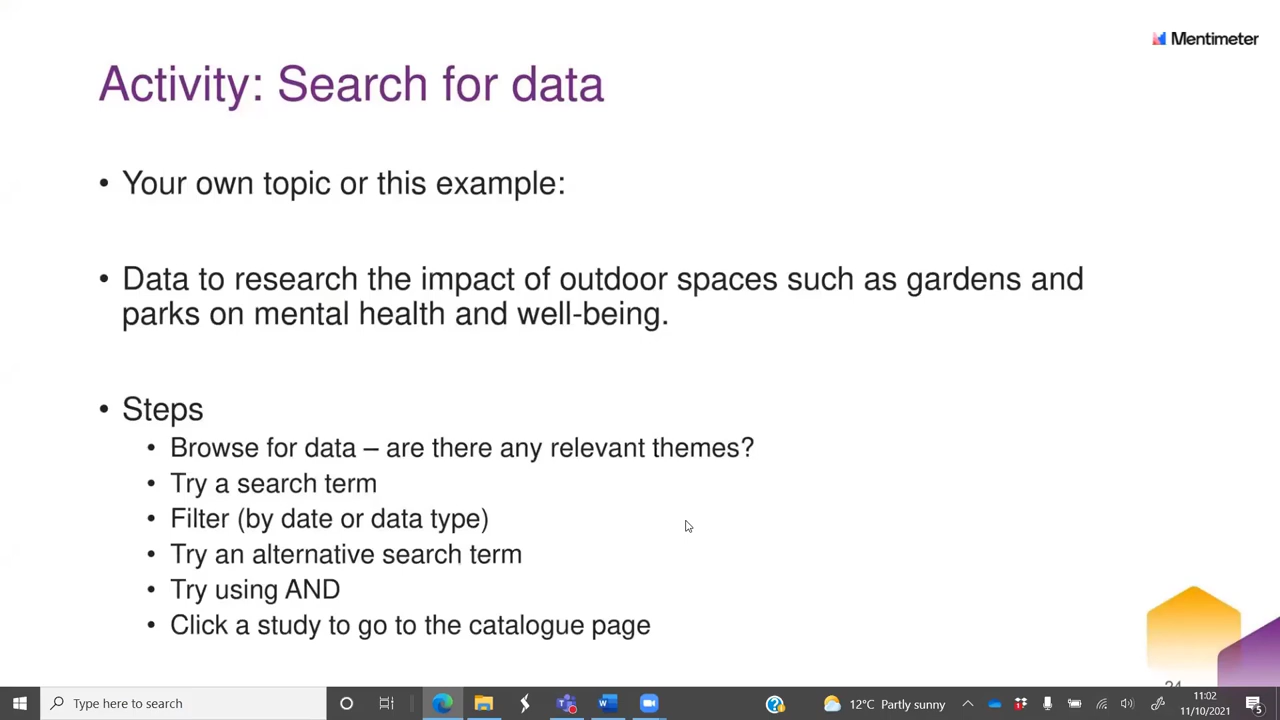 Mentimeter
Activity: Search for data
• Your own topic or this example:
• Data to research the impact of outdoor spaces such as gardens and
parks on mental health and well-being.
• Steps
• Browse for data – are there any relevant themes?
• Try a search term
• Filter (by date or data type)
• Try an alternative search term
• Try using AND
• Click a study to go to the catalogue page
Type here to search
12°C Partly sunny
11:02
11/10/2021
5